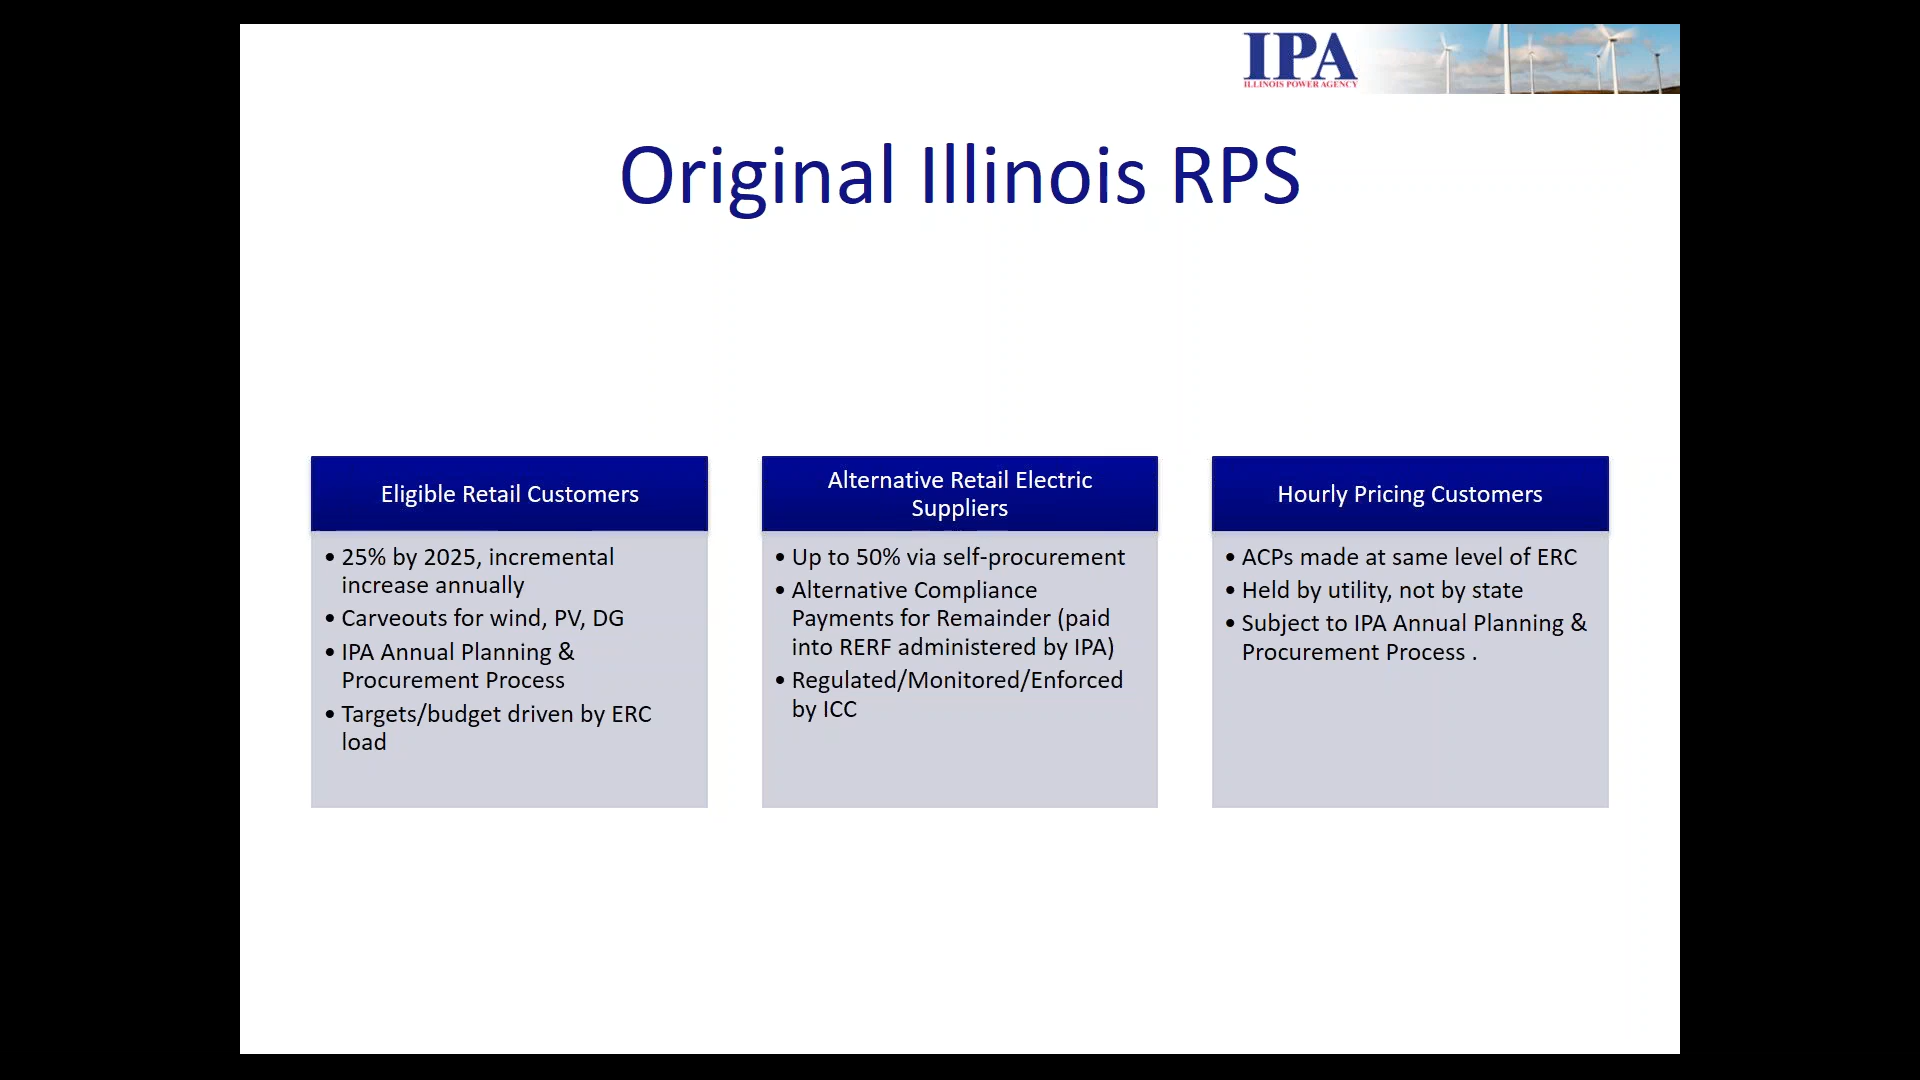 IPA
ILLINOIS POWER AGENCY
Original Illinois RPS
Eligible Retail Customers
• 25% by 2025, incremental
increase annually
• Carveouts for wind, PV, DG
• IPA Annual Planning &
Procurement Process
• Targets/budget driven by ERC
load
Alternative Retail Electric
Suppliers
• Up to 50% via self-procurement
• Alternative Compliance
Payments for Remainder (paid
into RERF administered by IPA)
• Regulated/Monitored/Enforced
by ICC
Hourly Pricing Customers
• ACPs made at same level of ERC
• Held by utility, not by state
• Subject to IPA Annual Planning &
Procurement Process .